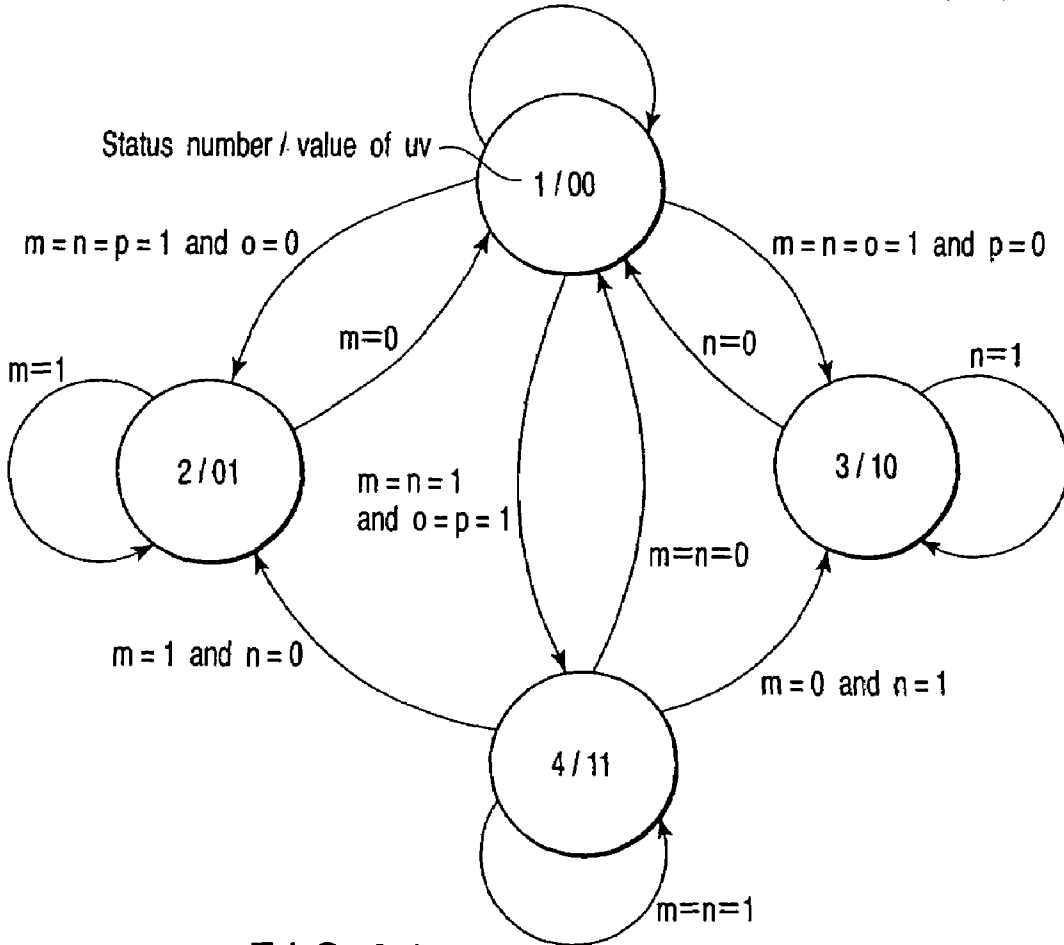 Status number / value of uv
1 / 00
m = n = p = 1 and o = 0
m = n = o = 1 and p = 0
m=0
n=0
m=1
n=1
2 / 01
3 / 10
m = n = 1
and o = p = 1
m=n=0
m = 1 and n = 0
m = 0 and n = 1
4 / 11
m=n=1